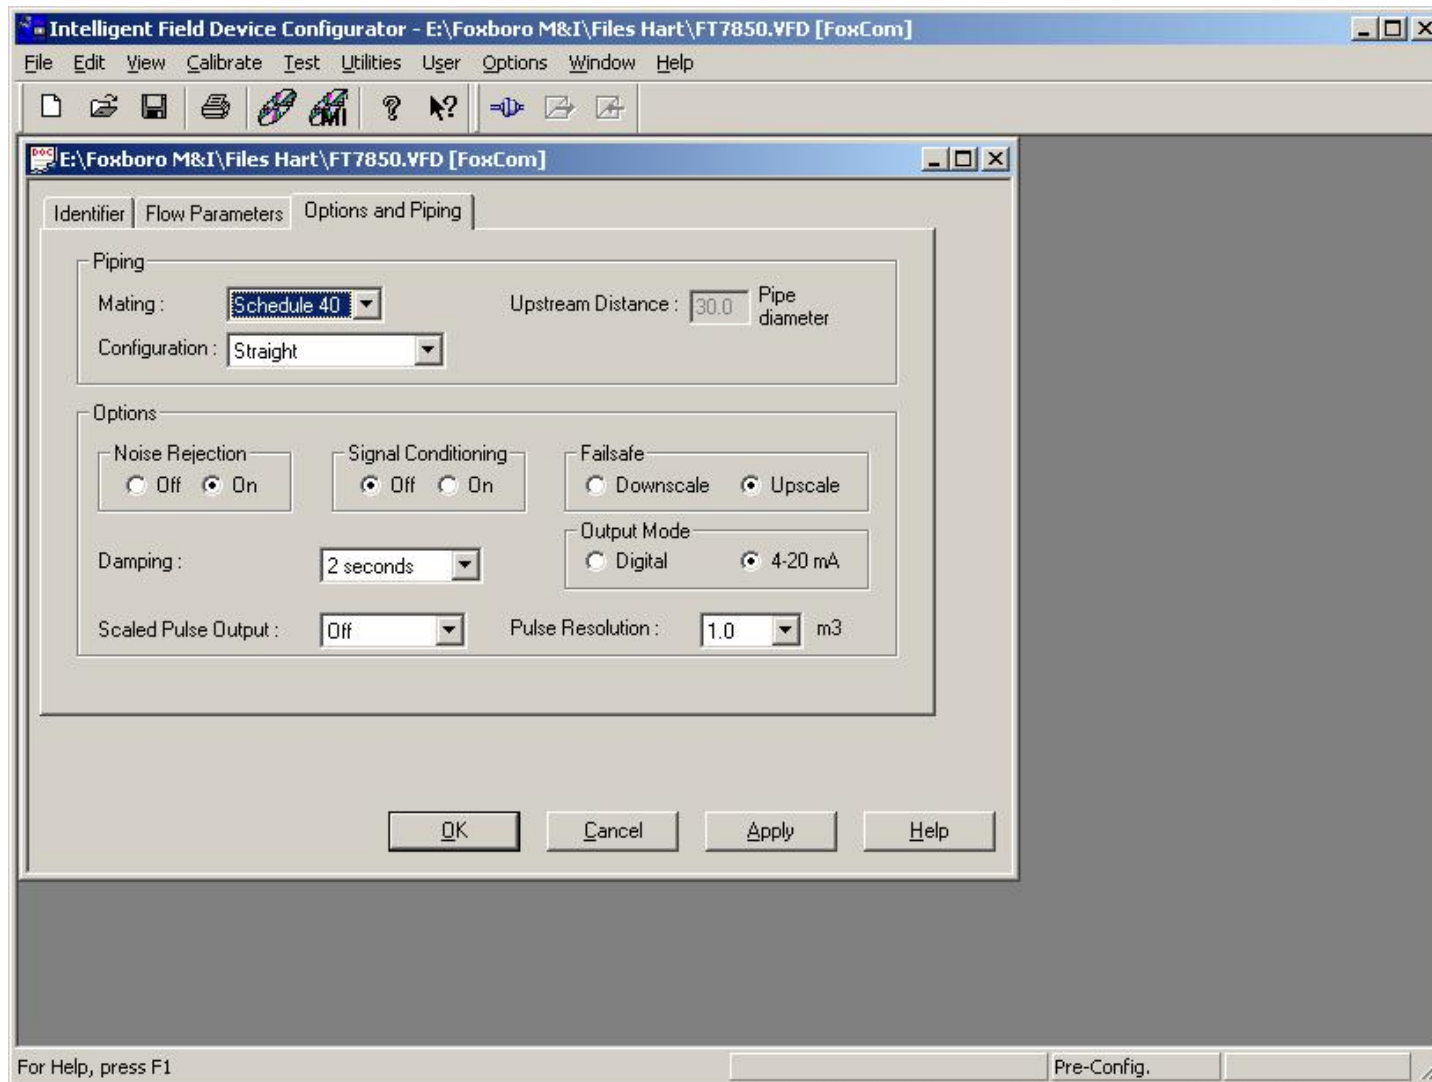 Intelligent Field Device Configurator - E:\Foxboro M&I\Files Hart\FT7850.VFD [FoxCom]
File Edit View Calibrate Test Utilities User Options Window Help
MI
DOC E:\Foxboro M&I\Files Hart\FT7850.VFD [FoxCom]
Identifier Flow Parameters Options and Piping
Piping
Mating : Schedule 40 Upstream Distance : 30.0 Pipe diameter
Configuration : Straight
Options
Noise Rejection Signal Conditioning Failsafe
Off On Off On Downscale Upscale
Output Mode
Damping : 2 seconds Digital 4-20 mA
Scaled Pulse Output : Off Pulse Resolution : 1.0 m3
OK Cancel Apply Help
For Help, press F1 Pre-Config.